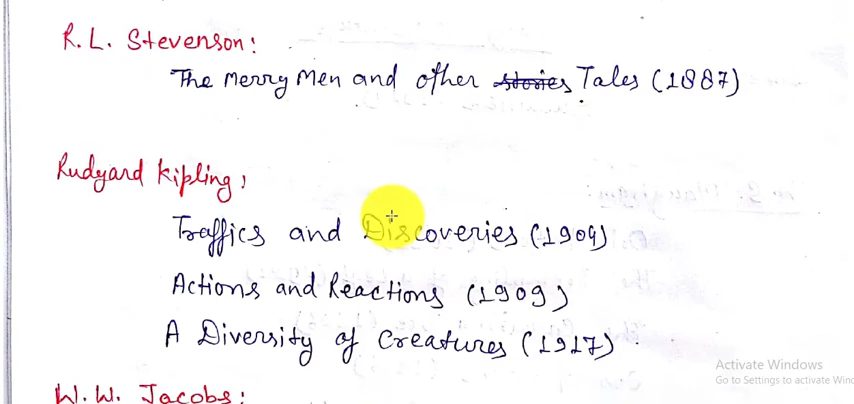 R. L. Stevenson:
The Merry Men and other stories Tales (1887)
Rudyard Kipling:
Traffics and Discoveries (1904)
Actions and Reactions (1909)
A Diversity of Creatures (1917)
W. W. Jacobs:
Activate Windows
Go to Settings to activate Wind